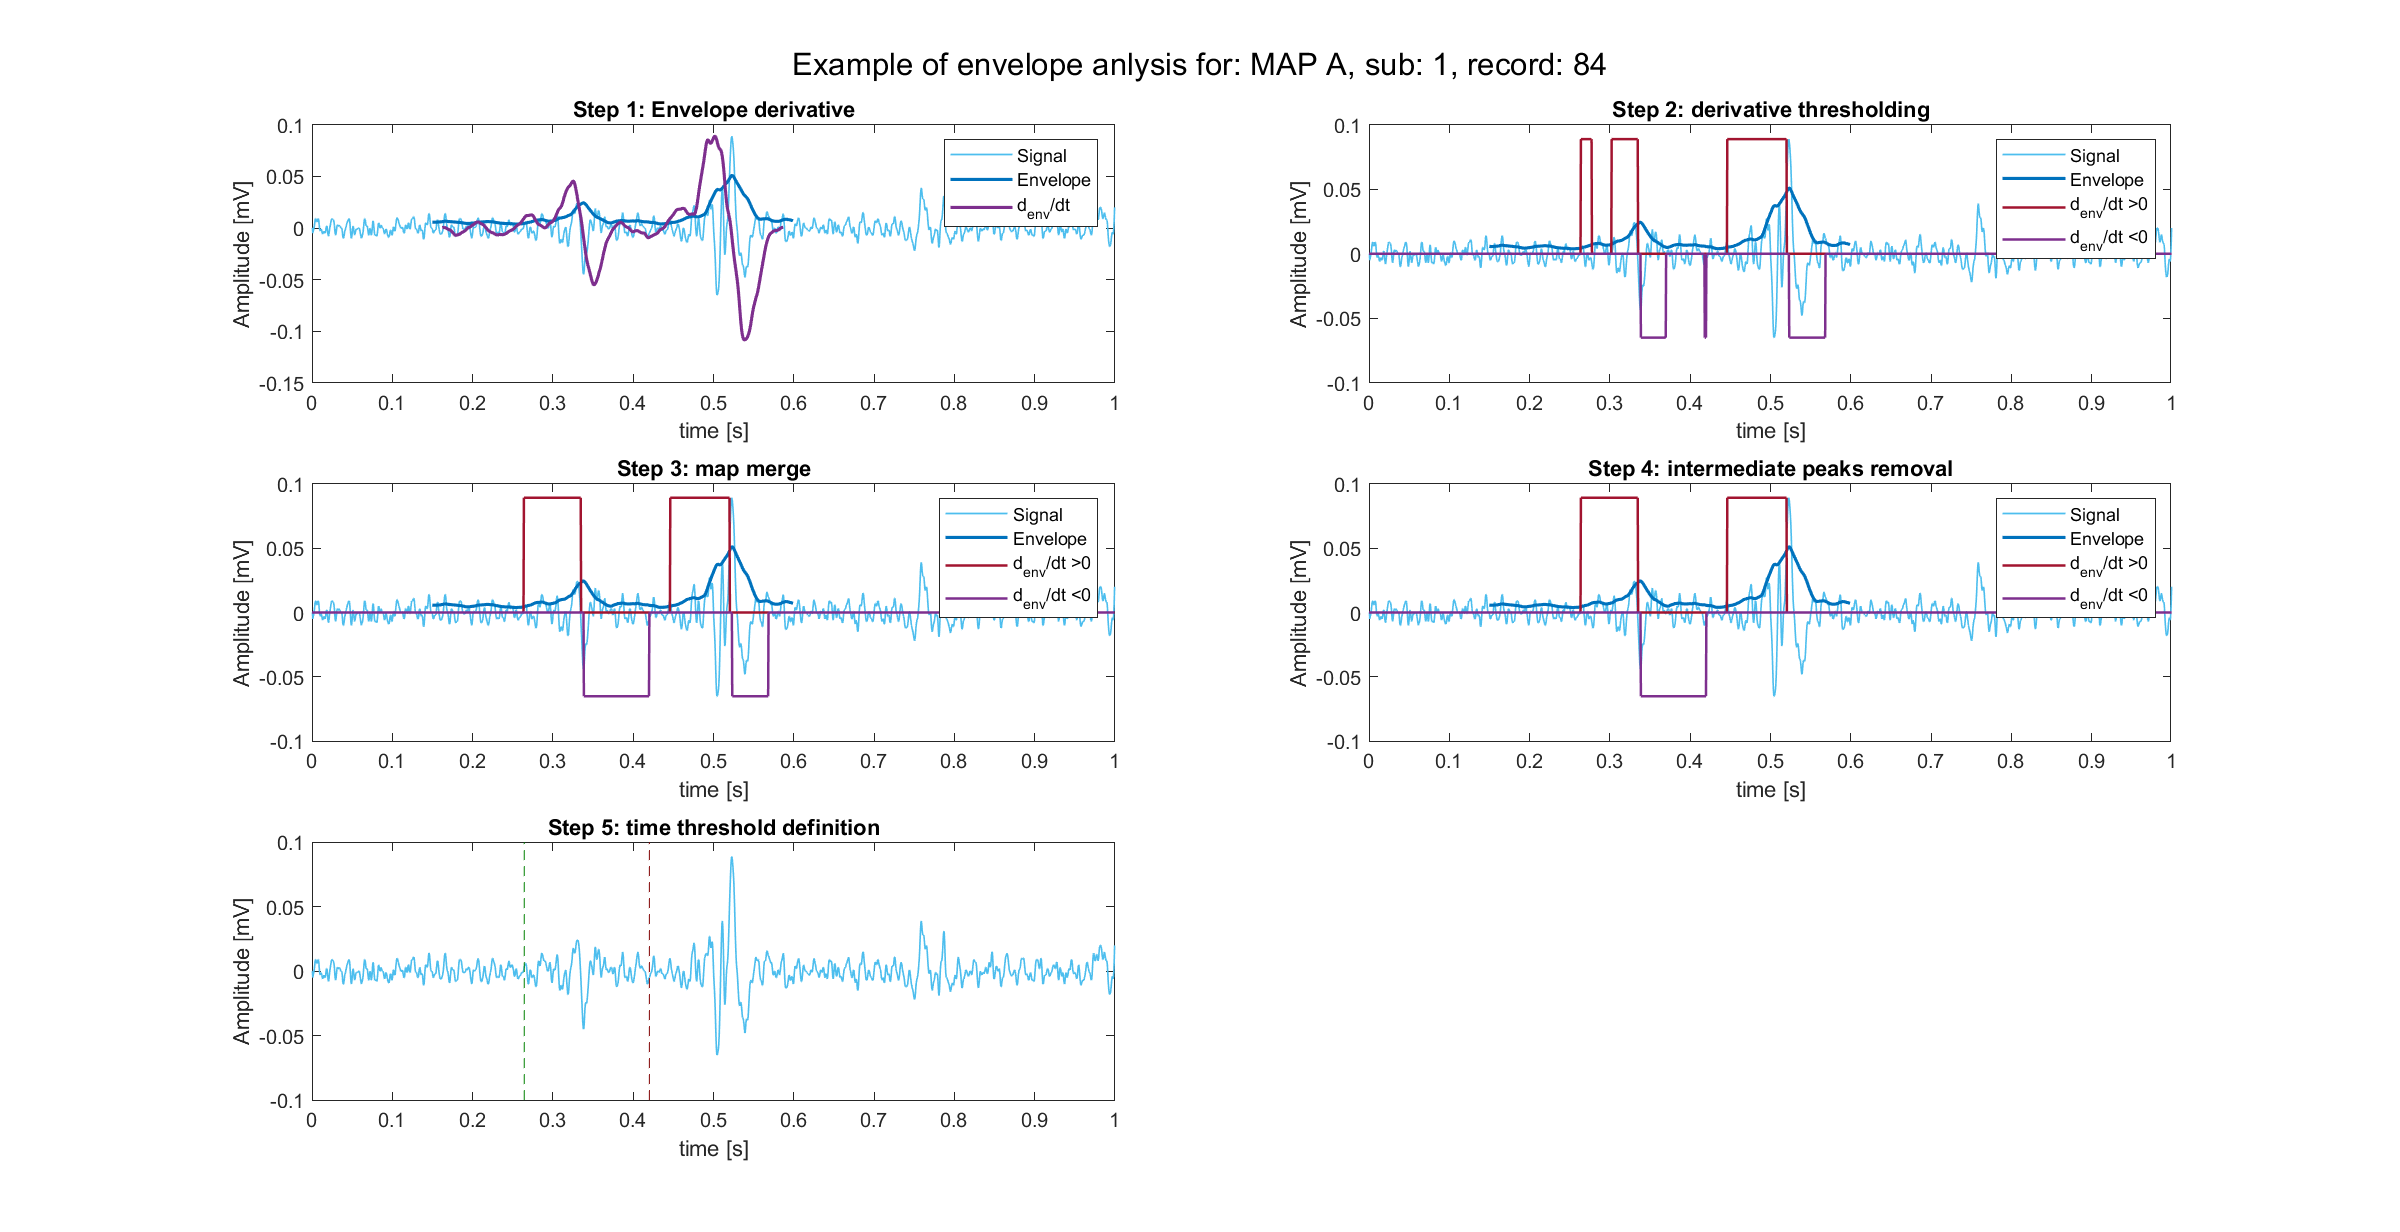 Example of envelope anlysis for: MAP A, sub: 1, record: 84
Step 1: Envelope derivative
0.1
0.05
0
-0.05
-0.1
-0.15
Amplitude [mV]
0 0.1 0.2 0.3 0.4 0.5 0.6 0.7 0.8 0.9 1
time [s]
Signal
Envelope
d_env/dt
Step 2: derivative thresholding
0.1
0.05
0
-0.05
-0.1
Amplitude [mV]
0 0.1 0.2 0.3 0.4 0.5 0.6 0.7 0.8 0.9 1
time [s]
Signal
Envelope
d_env/dt >0
d_env/dt <0
Step 3: map merge
0.1
0.05
0
-0.05
-0.1
Amplitude [mV]
0 0.1 0.2 0.3 0.4 0.5 0.6 0.7 0.8 0.9 1
time [s]
Signal
Envelope
d_env/dt >0
d_env/dt <0
Step 4: intermediate peaks removal
0.1
0.05
0
-0.05
-0.1
Amplitude [mV]
0 0.1 0.2 0.3 0.4 0.5 0.6 0.7 0.8 0.9 1
time [s]
Signal
Envelope
d_env/dt >0
d_env/dt <0
Step 5: time threshold definition
0.1
0.05
0
-0.05
-0.1
Amplitude [mV]
0 0.1 0.2 0.3 0.4 0.5 0.6 0.7 0.8 0.9 1
time [s]